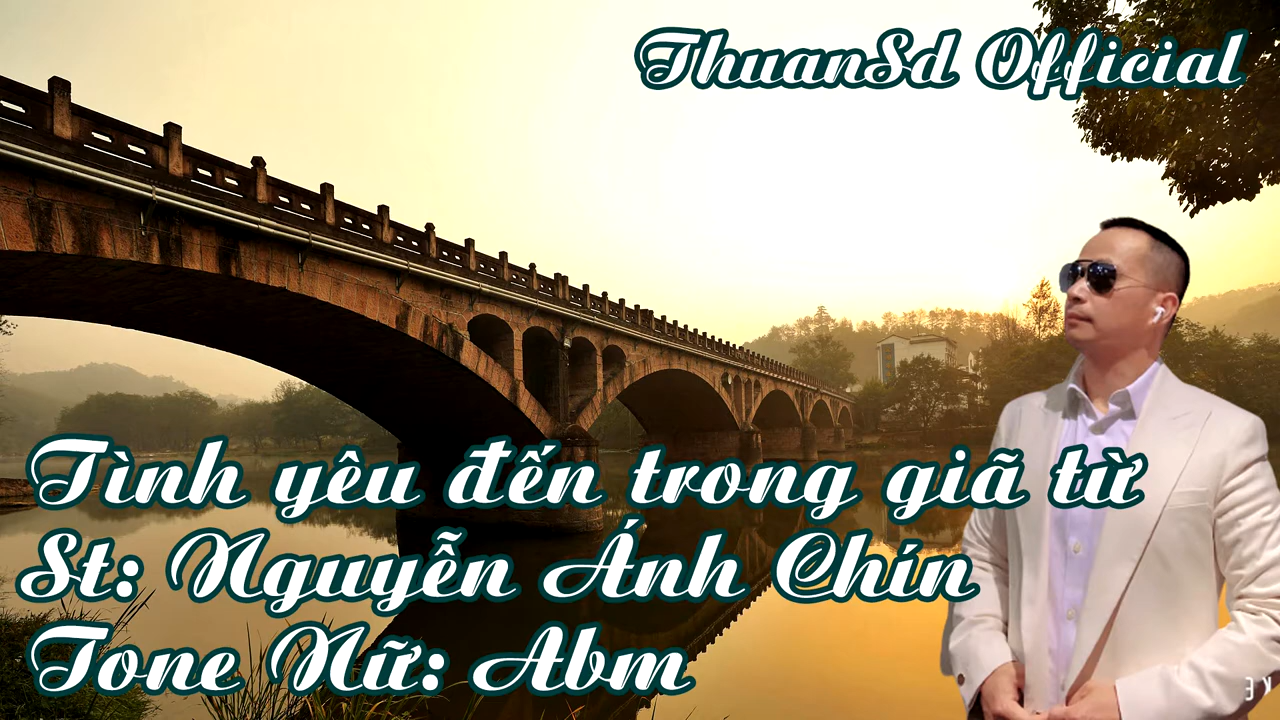 ThuanSd Official
Tình yêu đến trong giã từ
St: Nguyễn Ánh Chín
Tone Nữ: Abm